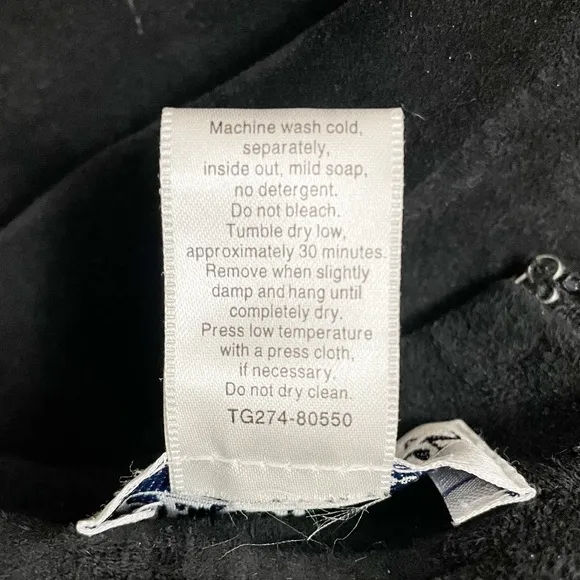 Machine wash cold,
separately,
inside out, mild soap,
no detergent.
Do not bleach.
Tumble dry low,
approximately 30 minutes.
Remove when slightly
damp and hang until
completely dry.
Press low temperature
with a press cloth,
if necessary.
Do not dry clean.
TG274-80550